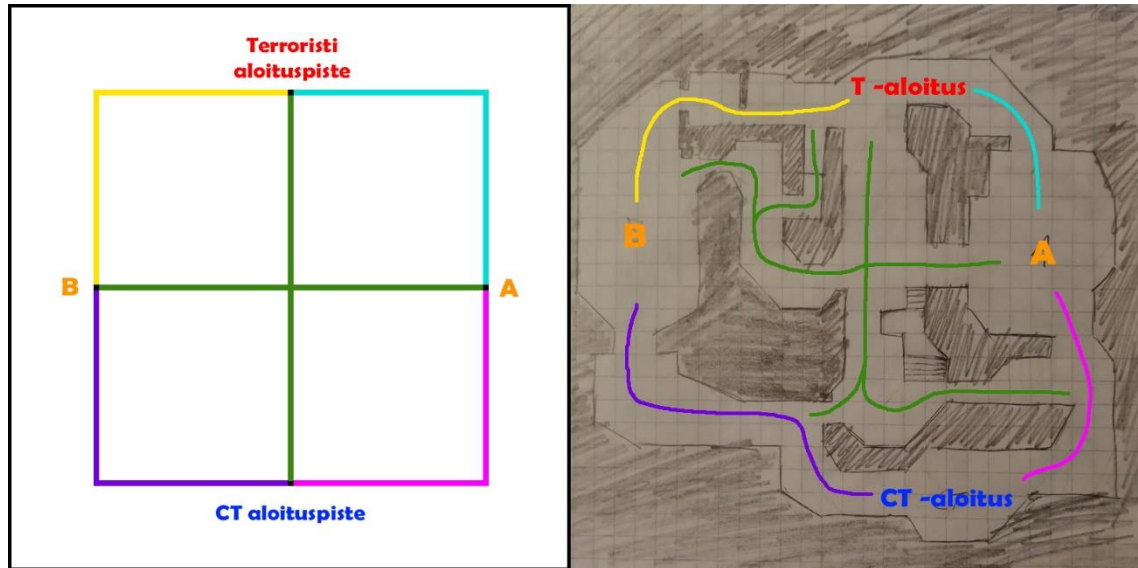 Terroristi
aloituspiste
B
A
CT aloituspiste
T -aloitus
B
A
CT -aloitus